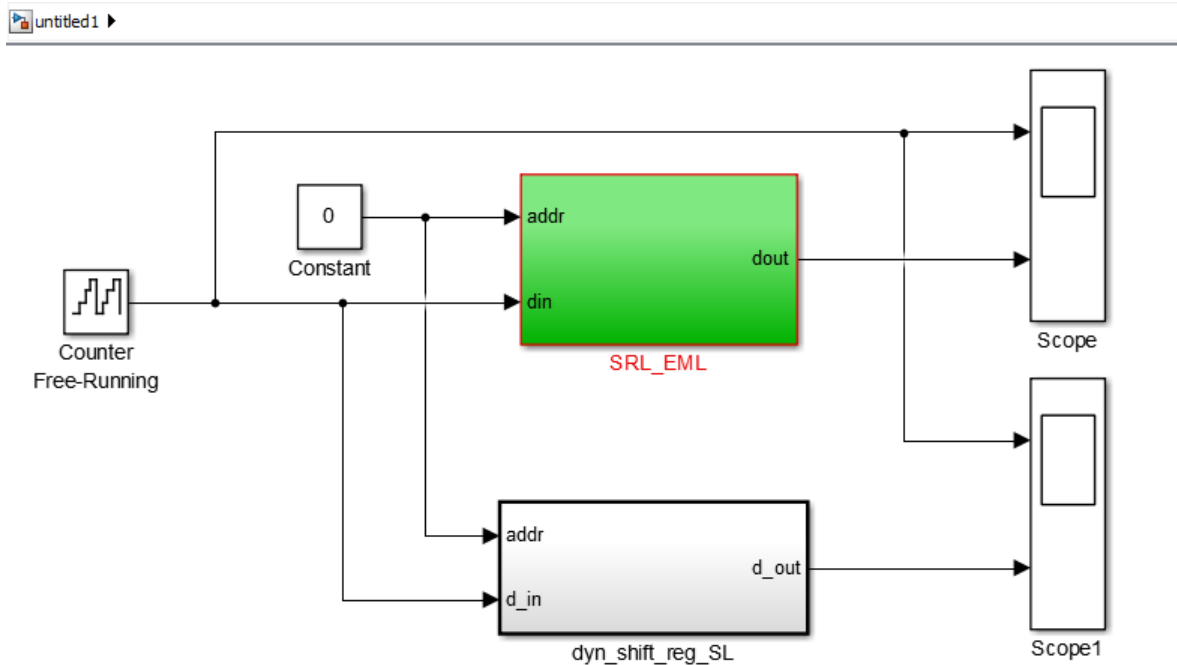 untitled1
0
Constant
Counter
Free-Running
addr
din
dout
SRL_EML
Scope
addr
d_in
d_out
dyn_shift_reg_SL
Scope1